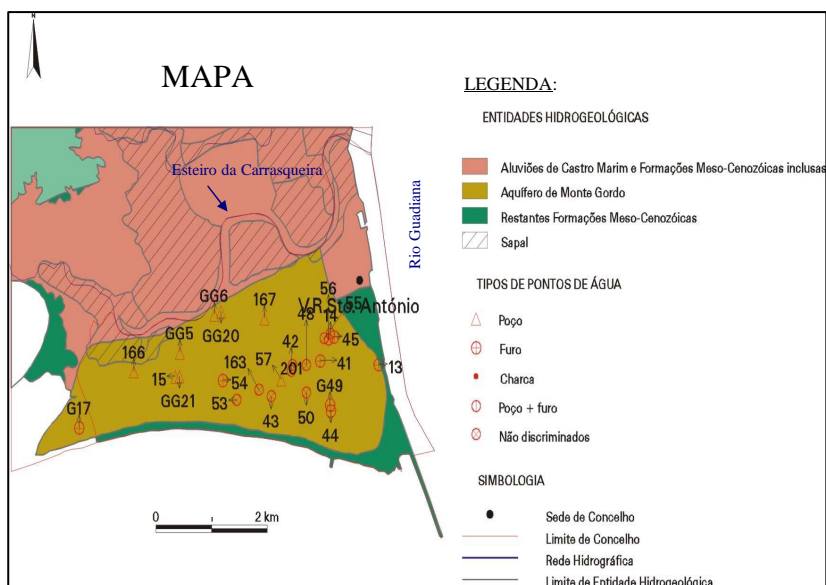 N
MAPA
Esteiro da Carrasqueira
Rio Guadiana
56
GG6
167
V.R.Sto. António
55
48
14
GG20
GG5
42
45
166
163
57
201
41
13
15
54
G49
G17
GG21
53
43
50
44
0 2 km
LEGENDA:
ENTIDADES HIDROGEOLÓGICAS
Aluviões de Castro Marim e Formações Meso-Cenozóicas inclusas
Aquífero de Monte Gordo
Restantes Formações Meso-Cenozóicas
Sapal
TIPOS DE PONTOS DE ÁGUA
Poço
Furo
Charca
Poço + furo
Não discriminados
SIMBOLOGIA
Sede de Concelho
Limite de Concelho
Rede Hidrográfica
Limite de Entidade Hidrogeológica